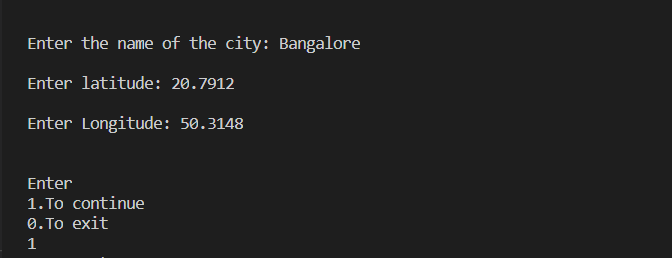 Enter the name of the city: Bangalore
Enter latitude: 20.7912
Enter Longitude: 50.3148
Enter
1.To continue
0.To exit
1